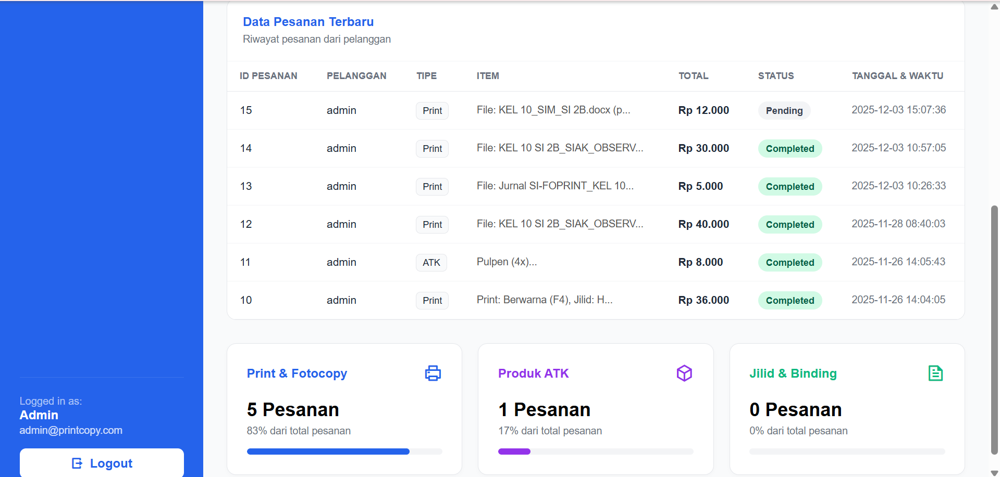 Data Pesanan Terbaru
Riwayat pesanan dari pelanggan
ID PESANAN PELANGGAN TIPE ITEM TOTAL STATUS TANGGAL & WAKTU
15 admin Print File: KEL 10_SIM_SI 2B.docx (p... Rp 12.000 Pending 2025-12-03 15:07:36
14 admin Print File: KEL 10 SI 2B_SIAK_OBSERV... Rp 30.000 Completed 2025-12-03 10:57:05
13 admin Print File: Jurnal SI-FOPRINT_KEL 10... Rp 5.000 Completed 2025-12-03 10:26:33
12 admin Print File: KEL 10 SI 2B_SIAK_OBSERV... Rp 40.000 Completed 2025-11-28 08:40:03
11 admin ATK Pulpen (4x)... Rp 8.000 Completed 2025-11-26 14:05:43
10 admin Print Print: Berwarna (F4), Jilid: H... Rp 36.000 Completed 2025-11-26 14:04:05
Print & Fotocopy
5 Pesanan
83% dari total pesanan
Produk ATK
1 Pesanan
17% dari total pesanan
Jilid & Binding
0 Pesanan
0% dari total pesanan
Logged in as:
Admin
admin@printcopy.com
Logout